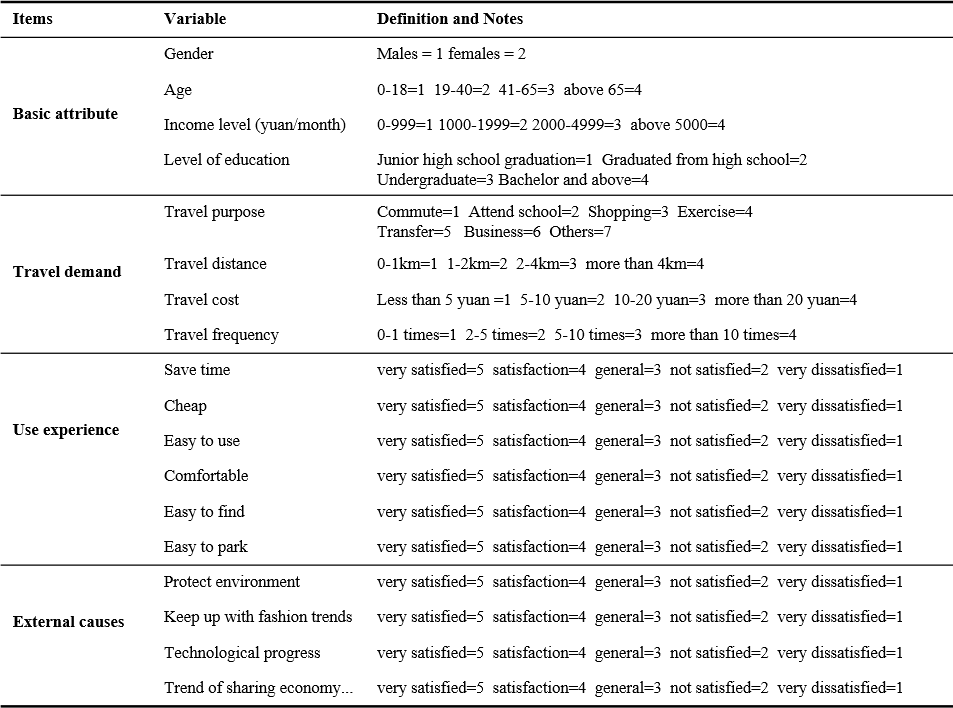 Items Variable Definition and Notes
Basic attribute
Gender Males = 1 females = 2
Age 0-18=1 19-40=2 41-65=3 above 65=4
Income level (yuan/month) 0-999=1 1000-1999=2 2000-4999=3 above 5000=4
Level of education Junior high school graduation=1 Graduated from high school=2
Undergraduate=3 Bachelor and above=4
Travel demand
Travel purpose Commute=1 Attend school=2 Shopping=3 Exercise=4
Transfer=5 Business=6 Others=7
Travel distance 0-1km=1 1-2km=2 2-4km=3 more than 4km=4
Travel cost Less than 5 yuan =1 5-10 yuan=2 10-20 yuan=3 more than 20 yuan=4
Travel frequency 0-1 times=1 2-5 times=2 5-10 times=3 more than 10 times=4
Use experience
Save time very satisfied=5 satisfaction=4 general=3 not satisfied=2 very dissatisfied=1
Cheap very satisfied=5 satisfaction=4 general=3 not satisfied=2 very dissatisfied=1
Easy to use very satisfied=5 satisfaction=4 general=3 not satisfied=2 very dissatisfied=1
Comfortable very satisfied=5 satisfaction=4 general=3 not satisfied=2 very dissatisfied=1
Easy to find very satisfied=5 satisfaction=4 general=3 not satisfied=2 very dissatisfied=1
Easy to park very satisfied=5 satisfaction=4 general=3 not satisfied=2 very dissatisfied=1
External causes
Protect environment very satisfied=5 satisfaction=4 general=3 not satisfied=2 very dissatisfied=1
Keep up with fashion trends very satisfied=5 satisfaction=4 general=3 not satisfied=2 very dissatisfied=1
Technological progress very satisfied=5 satisfaction=4 general=3 not satisfied=2 very dissatisfied=1
Trend of sharing economy... very satisfied=5 satisfaction=4 general=3 not satisfied=2 very dissatisfied=1